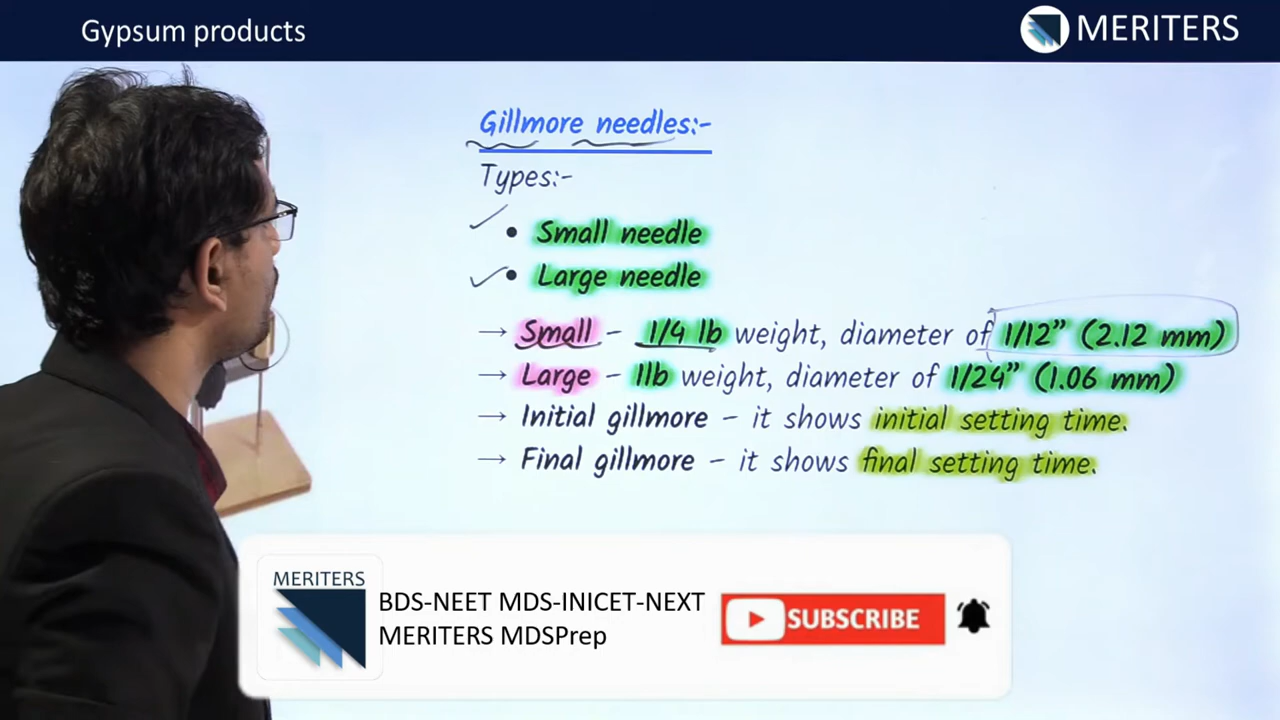 Gypsum products
MERITERS
Gillmore needles:-
Types:-
• Small needle
• Large needle
→ Small – 1/4 lb weight, diameter of 1/12” (2.12 mm)
→ Large – 1lb weight, diameter of 1/24” (1.06 mm)
→ Initial gillmore – it shows initial setting time.
→ Final gillmore – it shows final setting time.
MERITERS
BDS-NEET MDS-INICET-NEXT
MERITERS MDSPrep
SUBSCRIBE